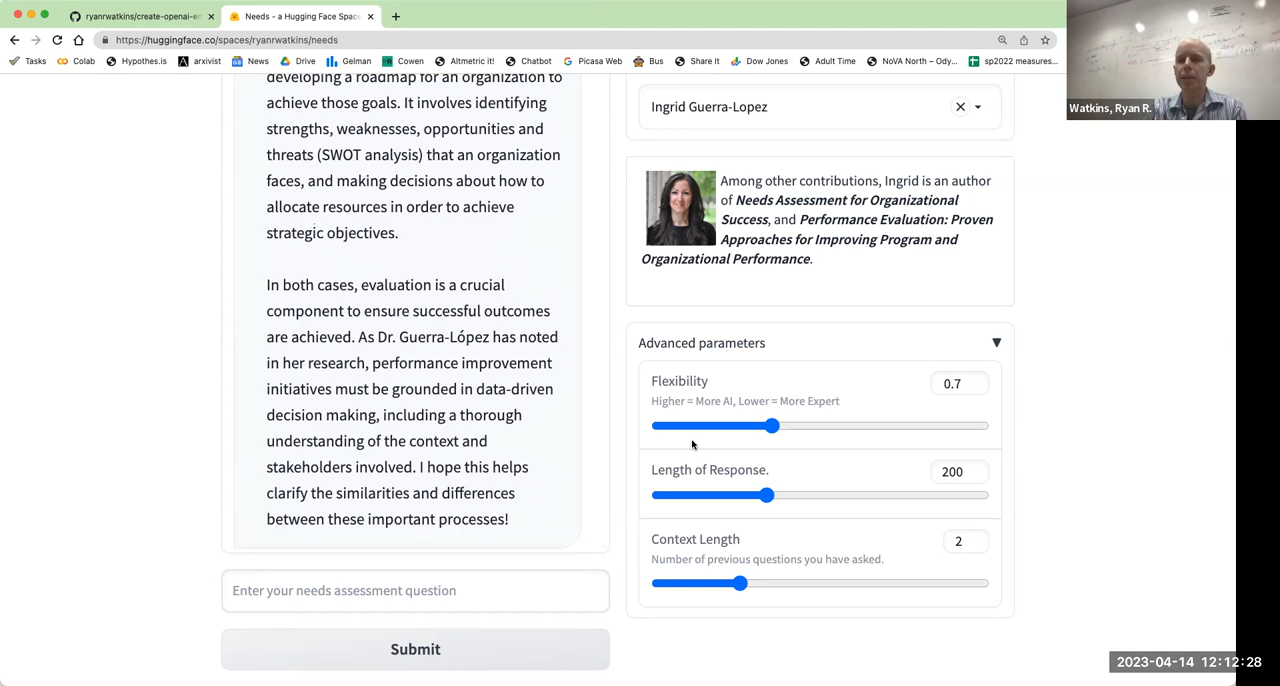 ryanrwatkins/create-openai-en
Needs - a Hugging Face Space
https://huggingface.co/spaces/ryanrwatkins/needs
Tasks Colab Hypothes.is arxivist News Drive Gelman Cowen Altmetric it! Chatbot Picasa Web Bus Share It Dow Jones Adult Time NoVA North – Ody... sp2022 measures...
Watkins, Ryan R.
developing a roadmap for an organization to
achieve those goals. It involves identifying
strengths, weaknesses, opportunities and
threats (SWOT analysis) that an organization
faces, and making decisions about how to
allocate resources in order to achieve
strategic objectives.
In both cases, evaluation is a crucial
component to ensure successful outcomes
are achieved. As Dr. Guerra-López has noted
in her research, performance improvement
initiatives must be grounded in data-driven
decision making, including a thorough
understanding of the context and
stakeholders involved. I hope this helps
clarify the similarities and differences
between these important processes!
Enter your needs assessment question
Submit
Ingrid Guerra-Lopez
Among other contributions, Ingrid is an author
of Needs Assessment for Organizational
Success, and Performance Evaluation: Proven
Approaches for Improving Program and
Organizational Performance.
Advanced parameters
Flexibility
0.7
Higher = More AI, Lower = More Expert
Length of Response.
200
Context Length
2
Number of previous questions you have asked.
2023-04-14 12:12:28